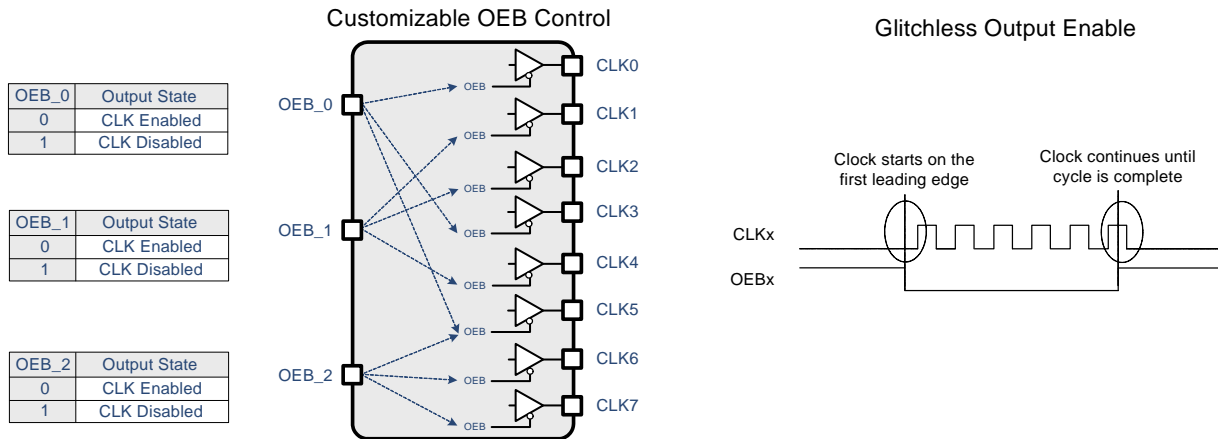 Customizable OEB Control
Glitchless Output Enable
OEB_0 Output State
0 CLK Enabled
1 CLK Disabled
OEB_1 Output State
0 CLK Enabled
1 CLK Disabled
OEB_2 Output State
0 CLK Enabled
1 CLK Disabled
OEB_0
OEB_1
OEB_2
OEB
OEB
OEB
OEB
OEB
OEB
OEB
OEB
CLK0
CLK1
CLK2
CLK3
CLK4
CLK5
CLK6
CLK7
Clock starts on the
first leading edge
Clock continues until
cycle is complete
CLKx
OEBx